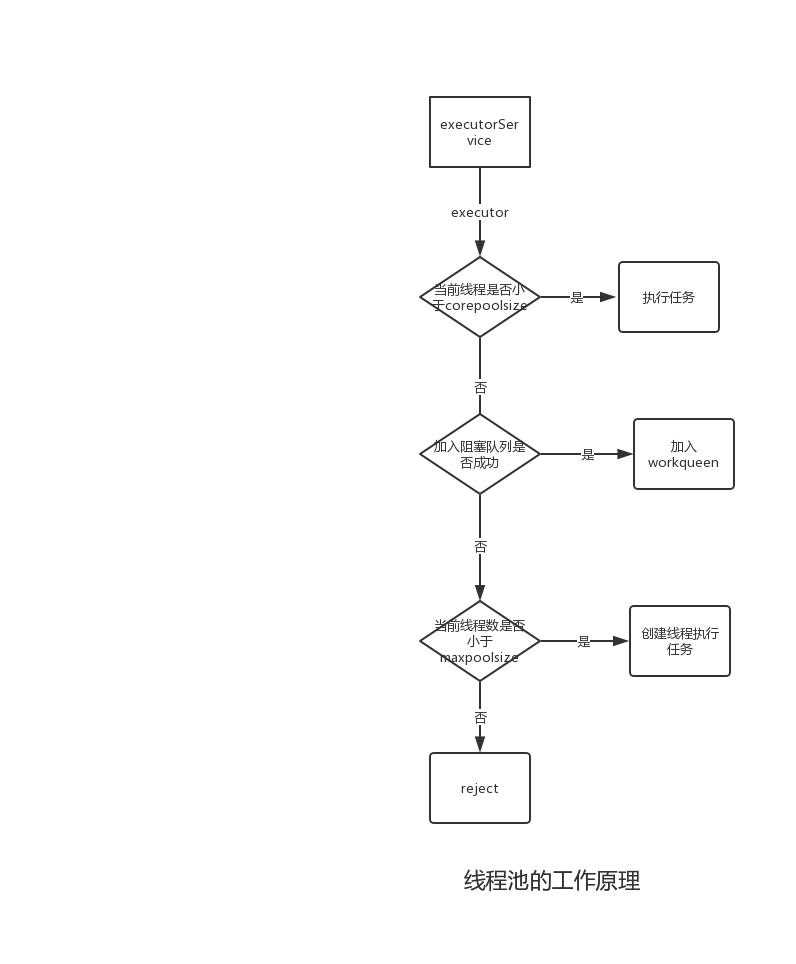 executorSer
vice
executor
当前线程是否小
于corepoolsize
是
执行任务
否
加入阻塞队列是
否成功
是
加入
workqueen
否
当前线程数是否
小于
maxpoolsize
是
创建线程执行
任务
否
reject
线程池的工作原理